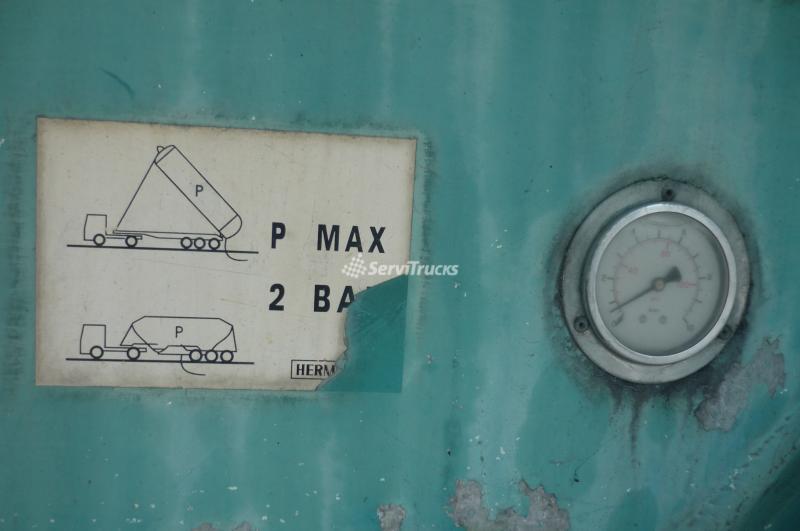 P
P MAX
ServiTrucks
2 BA
P
HERM